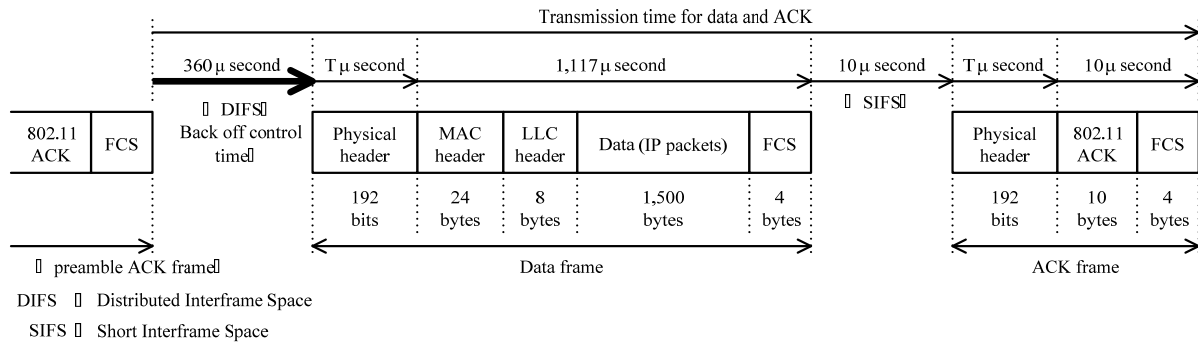 Transmission time for data and ACK
360 μ second
T μ second
1,117 μ second
10 μ second
T μ second
10 μ second
DIFS
Back off control
time
SIFS
802.11
ACK
FCS
Physical
header
MAC
header
LLC
header
Data (IP packets)
FCS
Physical
header
802.11
ACK
FCS
192
bits
24
bytes
8
bytes
1,500
bytes
4
bytes
192
bits
10
bytes
4
bytes
preamble ACK frame
Data frame
ACK frame
DIFS Distributed Interframe Space
SIFS Short Interframe Space